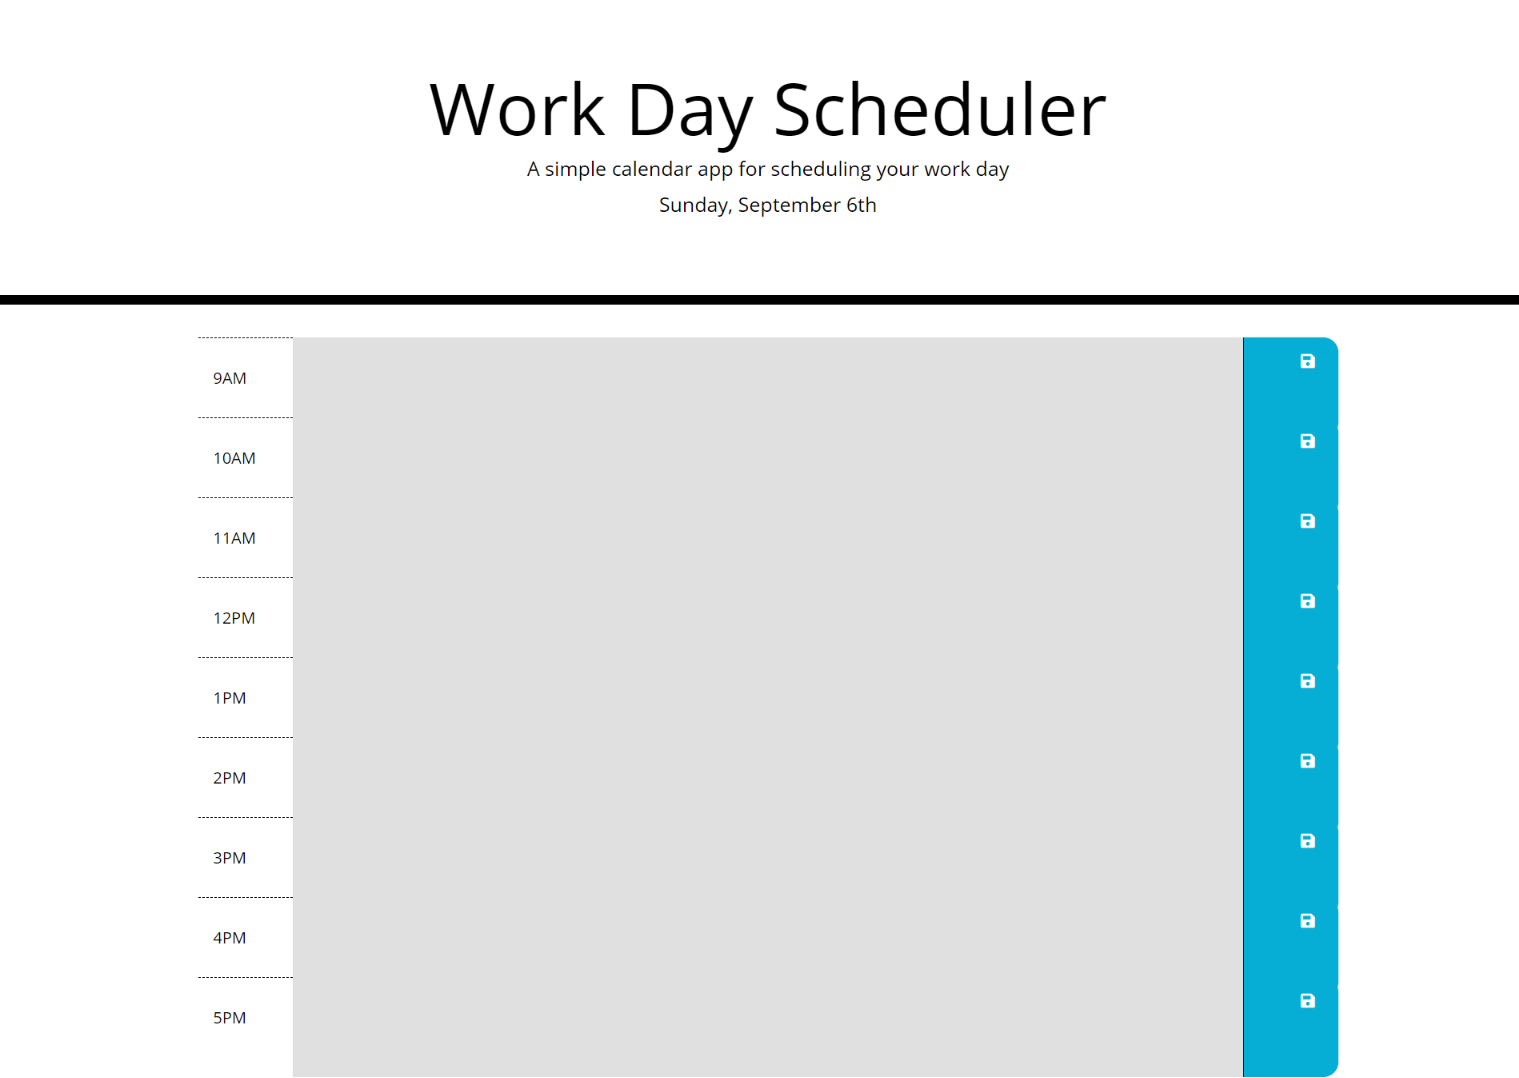 Work Day Scheduler
A simple calendar app for scheduling your work day
Sunday, September 6th
9AM
10AM
11AM
12PM
1PM
2PM
3PM
4PM
5PM